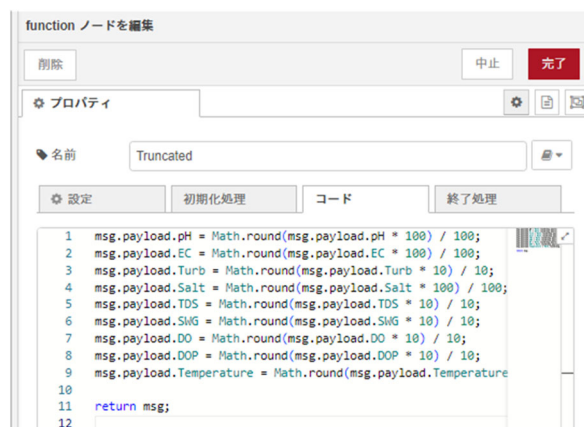 function ノードを編集
削除 中止 完了
プロパティ
名前 Truncated
設定 初期化処理 コード 終了処理
1 msg.payload.pH = Math.round(msg.payload.pH * 100) / 100;
2 msg.payload.EC = Math.round(msg.payload.EC * 100) / 100;
3 msg.payload.Turb = Math.round(msg.payload.Turb * 10) / 10;
4 msg.payload.Salt = Math.round(msg.payload.Salt * 100) / 100;
5 msg.payload.TDS = Math.round(msg.payload.TDS * 10) / 10;
6 msg.payload.SWG = Math.round(msg.payload.SWG * 10) / 10;
7 msg.payload.DO = Math.round(msg.payload.DO * 10) / 10;
8 msg.payload.DOP = Math.round(msg.payload.DOP * 10) / 10;
9 msg.payload.Temperature = Math.round(msg.payload.Temperature
10
11 return msg;
12